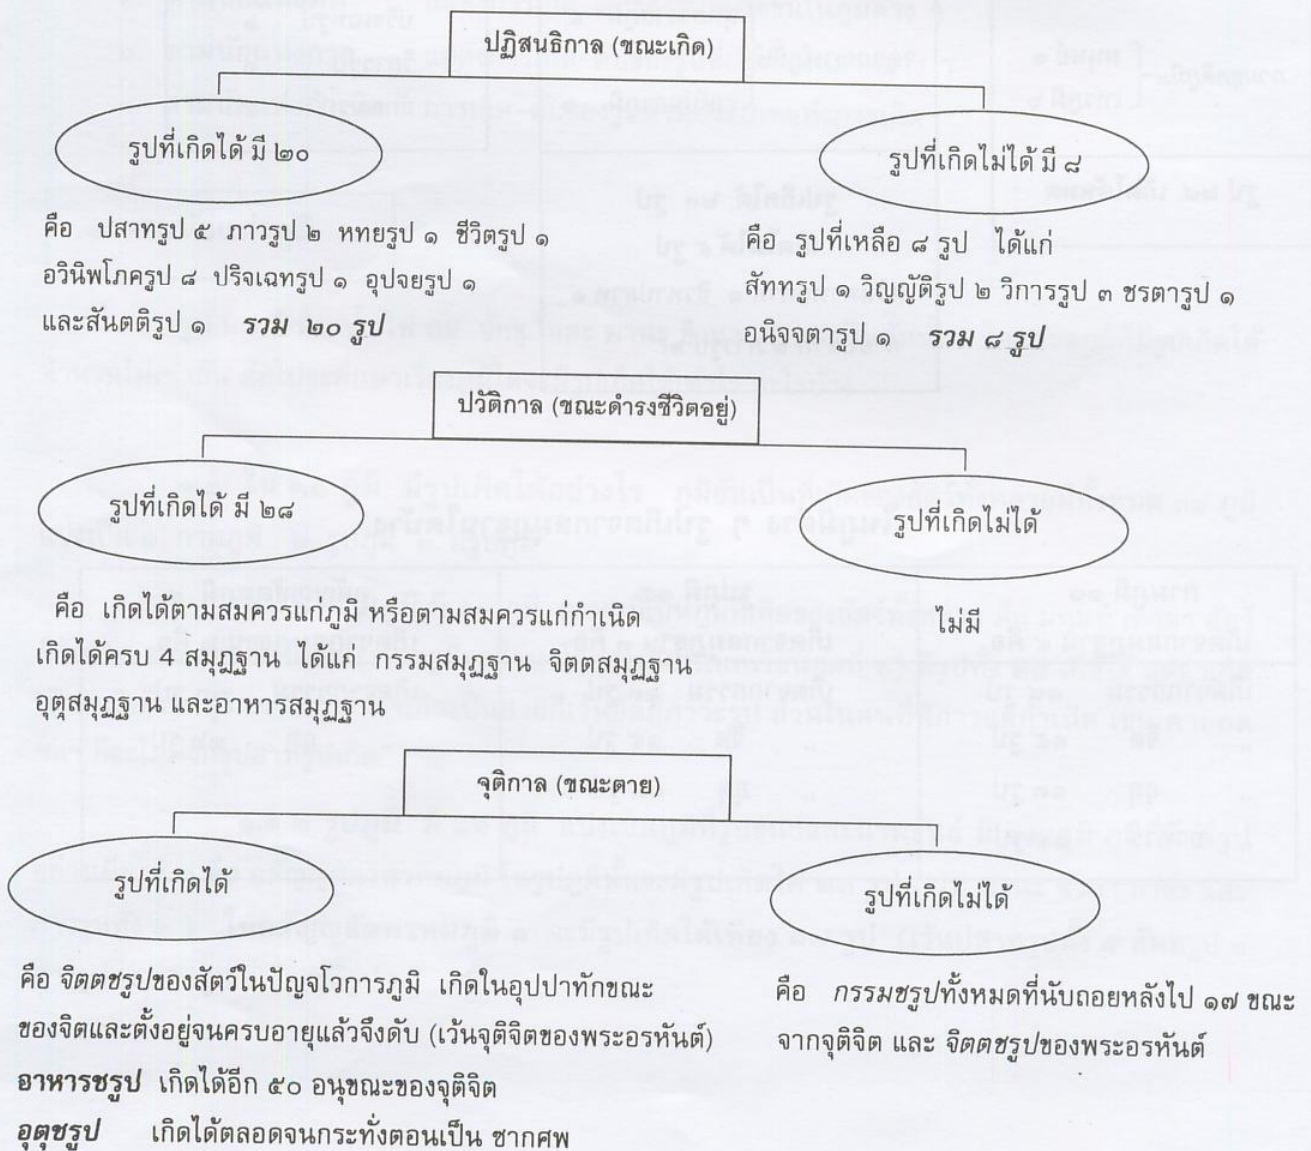 ปฏิสนธิกาล (ขณะเกิด)
รูปที่เกิดได้ มี ๒๐
รูปที่เกิดไม่ได้ มี ๘
คือ ปสาทรูป ๕ ภาวรูป ๒ หทยรูป ๑ ชีวิตรูป ๑
อวินิพโภครูป ๘ ปริจเฉทรูป ๑ อุปจยรูป ๑
และสันตติรูป ๑ รวม ๒๐ รูป
คือ รูปที่เหลือ ๘ รูป ได้แก่
สัททรูป ๑ วิญญัติรูป ๒ วิการรูป ๓ ชรตารูป ๑
อนิจจตารูป ๑ รวม ๘ รูป
ปวัติกาล (ขณะดำรงชีวิตอยู่)
รูปที่เกิดได้ มี ๒๘
รูปที่เกิดไม่ได้
คือ เกิดได้ตามสมควรแก่ภูมิ หรือตามสมควรแก่กำเนิด
เกิดได้ครบ 4 สมุฏฐาน ได้แก่ กรรมสมุฏฐาน จิตตสมุฏฐาน
อุตุสมุฏฐาน และอาหารสมุฏฐาน
ไม่มี
จุติกาล (ขณะตาย)
รูปที่เกิดได้
รูปที่เกิดไม่ได้
คือ จิตตชรูปของสัตว์ในปัญจโวการภูมิ เกิดในอุปปาทักขณะ
ของจิตและตั้งอยู่จนครบอายุแล้วจึงดับ (เว้นจุติจิตของพระอรหันต์)
อาหารชรูป เกิดได้อีก ๕๐ อนุขณะของจุติจิต
อุตุชรูป เกิดได้ตลอดจนกระทั่งตอนเป็น ซากศพ
คือ กรรมชรูปทั้งหมดที่นับถอยหลังไป ๑๗ ขณะ
จากจุติจิต และ จิตตชรูปของพระอรหันต์